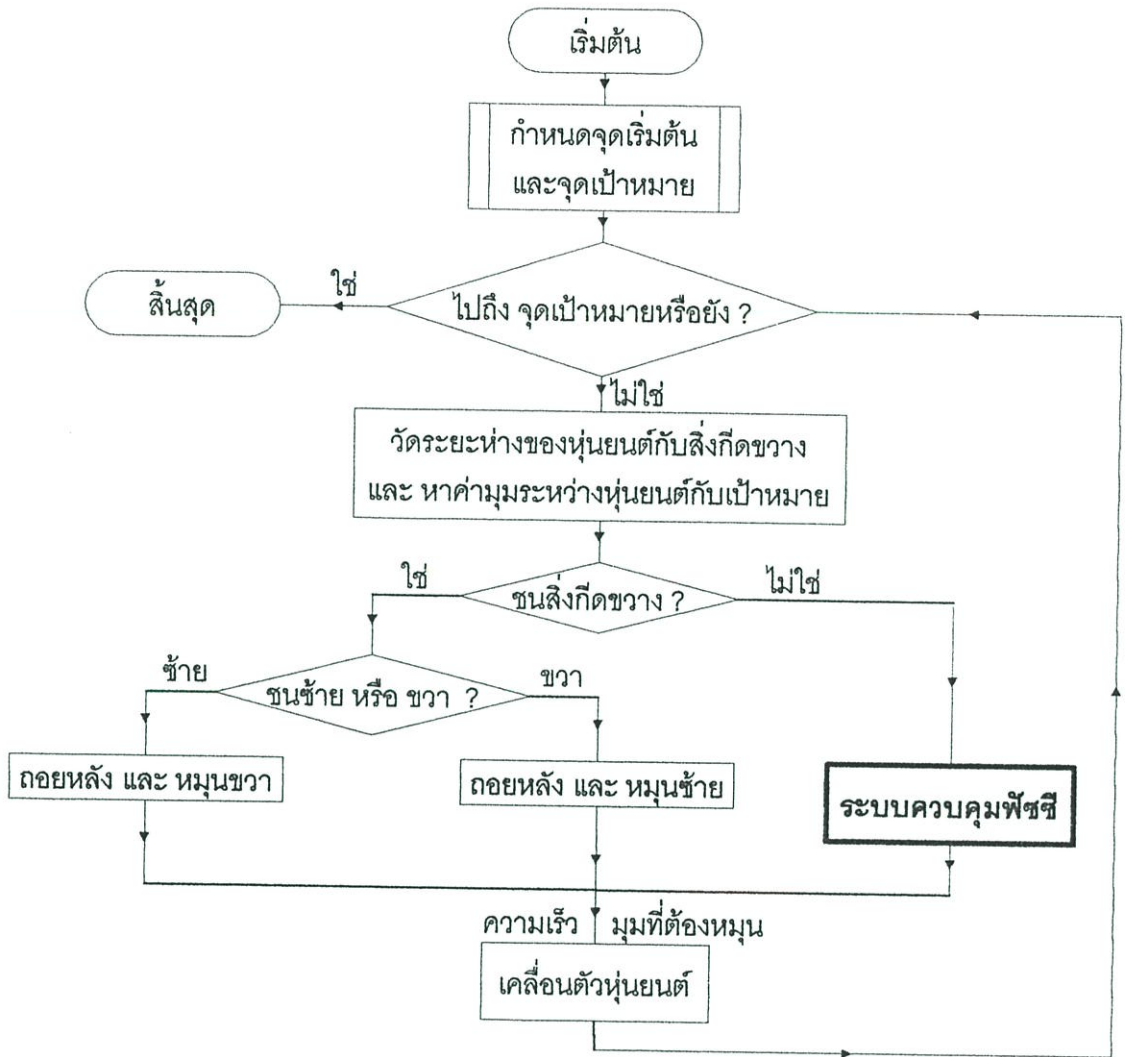 เริ่มต้น
กำหนดจุดเริ่มต้น
และจุดเป้าหมาย
ใช่
สิ้นสุด
ไปถึง จุดเป้าหมายหรือยัง ?
ไม่ใช่
วัดระยะห่างของหุ่นยนต์กับสิ่งกีดขวาง
และ หาค่ามุมระหว่างหุ่นยนต์กับเป้าหมาย
ใช่
ชนสิ่งกีดขวาง ?
ไม่ใช่
ซ้าย
ชนซ้าย หรือ ขวา ?
ขวา
ถอยหลัง และ หมุนขวา
ถอยหลัง และ หมุนซ้าย
ระบบควบคุมฟัซซี
ความเร็ว มุมที่ต้องหมุน
เคลื่อนตัวหุ่นยนต์